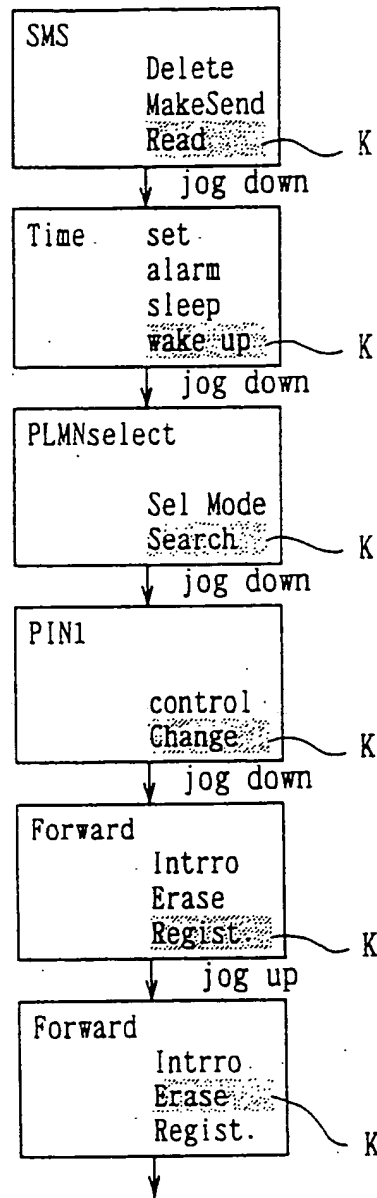 SMS
Delete
MakeSend
Read K
jog down
Time set
alarm
sleep
wake up K
jog down
PLMNselect
Sel Mode
Search K
jog down
PIN1
control
Change K
jog down
Forward
Intrro
Erase
Regist. K
jog up
Forward
Intrro
Erase
Regist. K